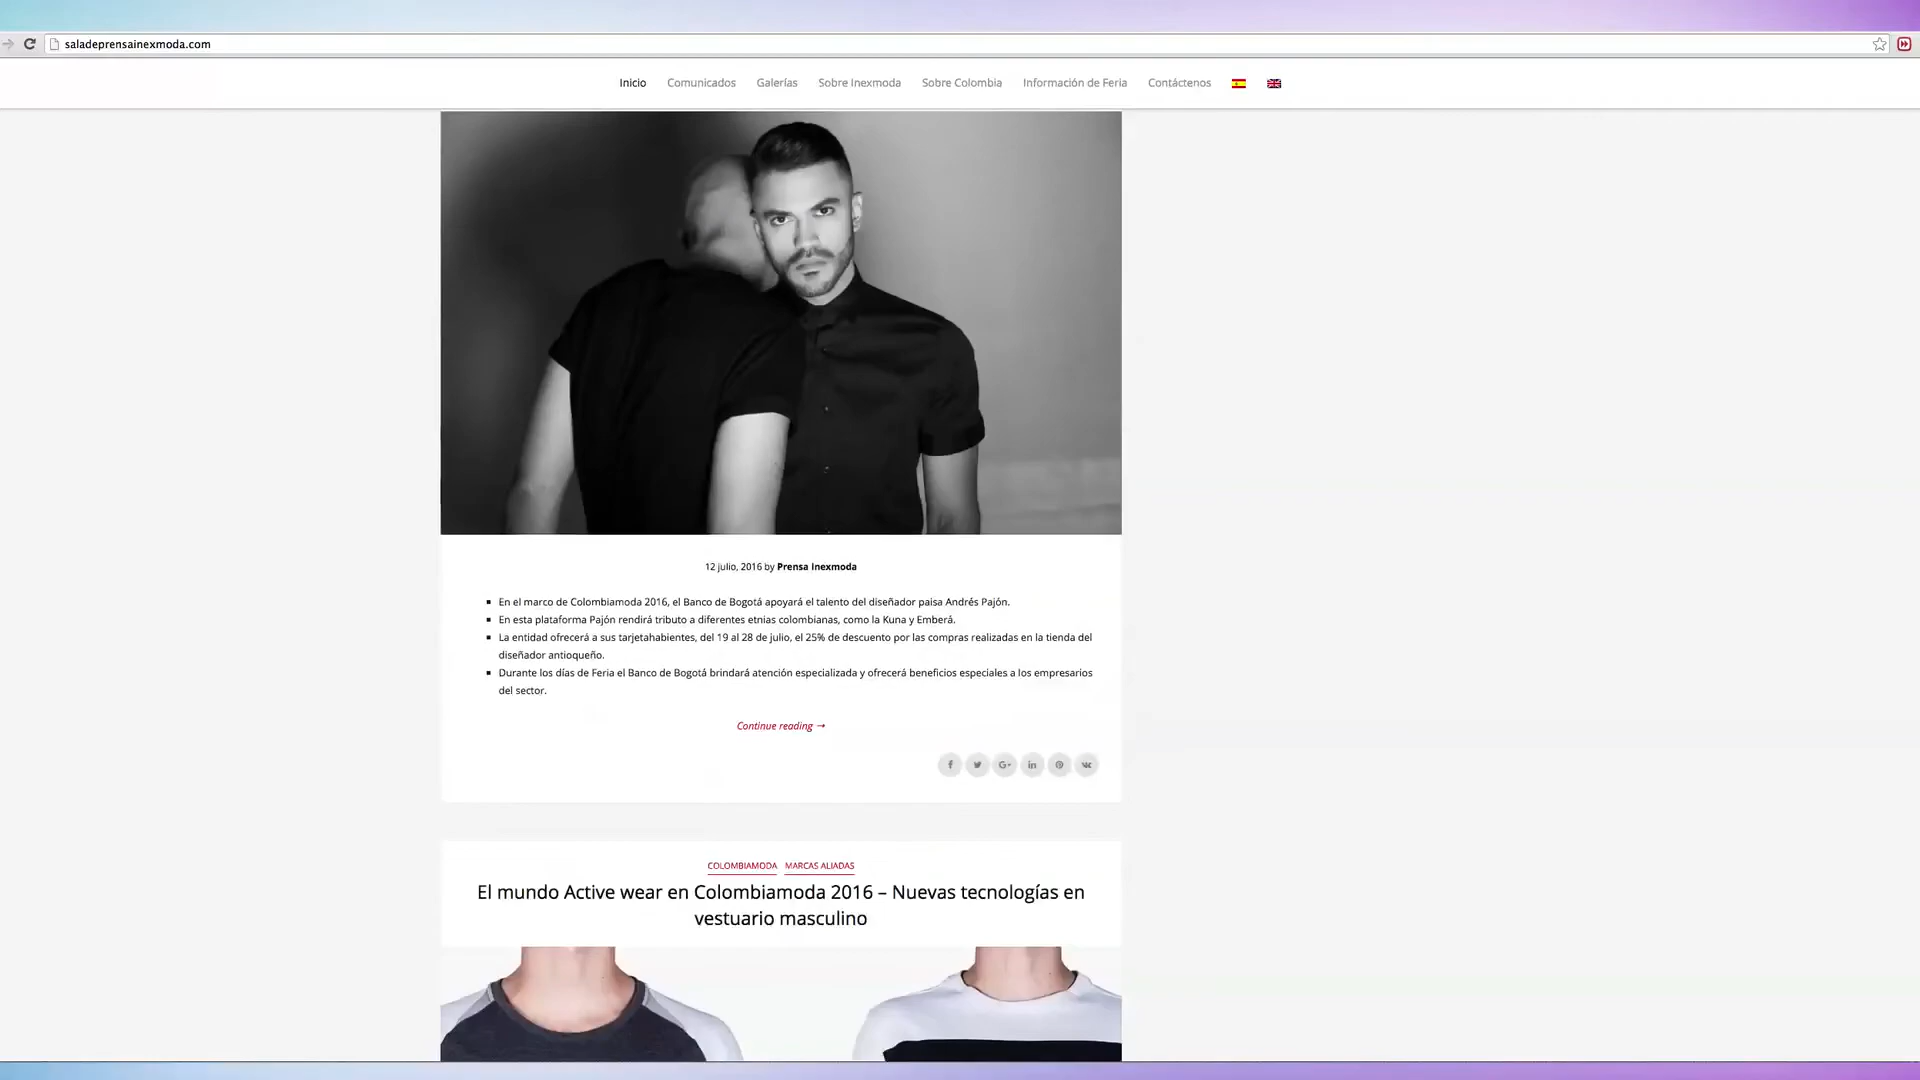 saladeprensainexmoda.com
Inicio Comunicados Galerías Sobre Inexmoda Sobre Colombia Información de Feria Contáctenos
12 julio, 2016 by Prensa Inexmoda
En el marco de Colombiamoda 2016, el Banco de Bogotá apoyará el talento del diseñador paisa Andrés Pajón.
En esta plataforma Pajón rendirá tributo a diferentes etnias colombianas, como la Kuna y Emberá.
La entidad ofrecerá a sus tarjetahabientes, del 19 al 28 de julio, el 25% de descuento por las compras realizadas en la tienda del
diseñador antioqueño.
Durante los días de Feria el Banco de Bogotá brindará atención especializada y ofrecerá beneficios especiales a los empresarios
del sector.
Continue reading →
COLOMBIAMODA MARCAS ALIADAS
El mundo Active wear en Colombiamoda 2016 – Nuevas tecnologías en
vestuario masculino